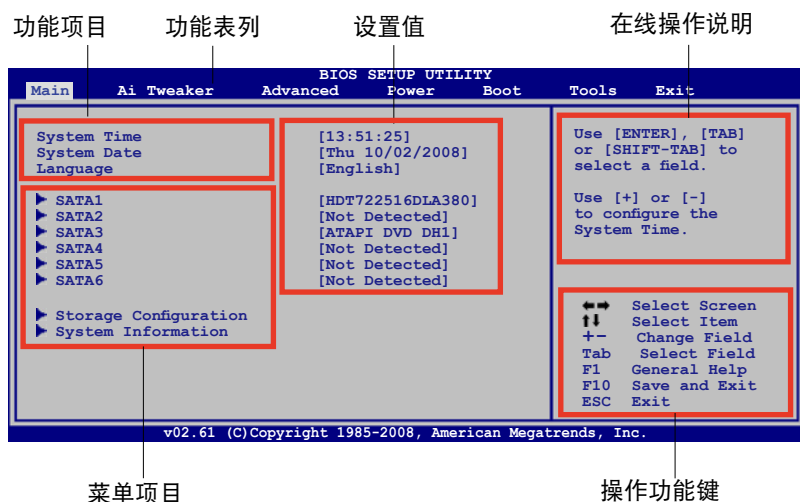 功能项目 功能表列 设置值 在线操作说明
BIOS SETUP UTILITY
Main Ai Tweaker Advanced Power Boot Tools Exit
System Time [13:51:25]
System Date [Thu 10/02/2008]
Language [English]
SATA1 [HDT722516DLA380]
SATA2 [Not Detected]
SATA3 [ATAPI DVD DH1]
SATA4 [Not Detected]
SATA5 [Not Detected]
SATA6 [Not Detected]
Storage Configuration
System Information
Use [ENTER], [TAB]
or [SHIFT-TAB] to
select a field.
Use [+] or [-]
to configure the
System Time.
←→ Select Screen
↑↓ Select Item
+- Change Field
Tab Select Field
F1 General Help
F10 Save and Exit
ESC Exit
v02.61 (C)Copyright 1985-2008, American Megatrends, Inc.
菜单项目 操作功能键